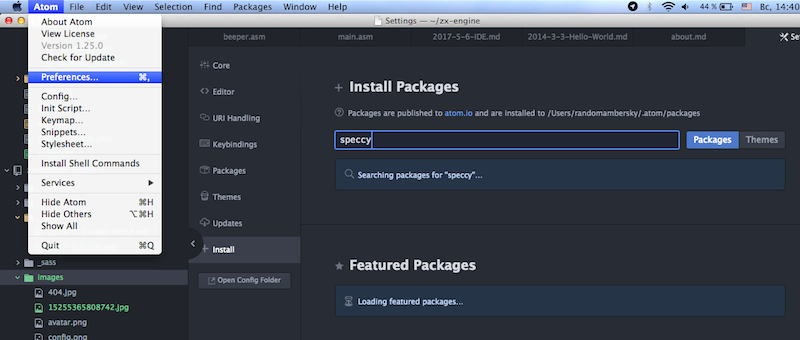 Atom File Edit View Selection Find Packages Window Help 44 % Вс, 14:40
Settings — ~/zx-engine
beeper.asm main.asm 2017-5-6-IDE.md 2014-3-3-Hello-World.md about.md Set
About Atom
View License
Version 1.25.0
Check for Update
Preferences... ⌘,
Config...
Init Script...
Keymap...
Snippets...
Stylesheet...
Install Shell Commands
Services
Hide Atom ⌘H
Hide Others ⌥⌘H
Show All
Quit ⌘Q
_sass
images
404.jpg
15255365808742.jpg
avatar.png
config.png
Core
Editor
URI Handling
Keybindings
Packages
Themes
Updates
Install
Open Config Folder
Install Packages
Packages are published to atom.io and are installed to /Users/randomambersky/.atom/packages
speccy Packages Themes
Searching packages for "speccy"...
Featured Packages
Loading featured packages...